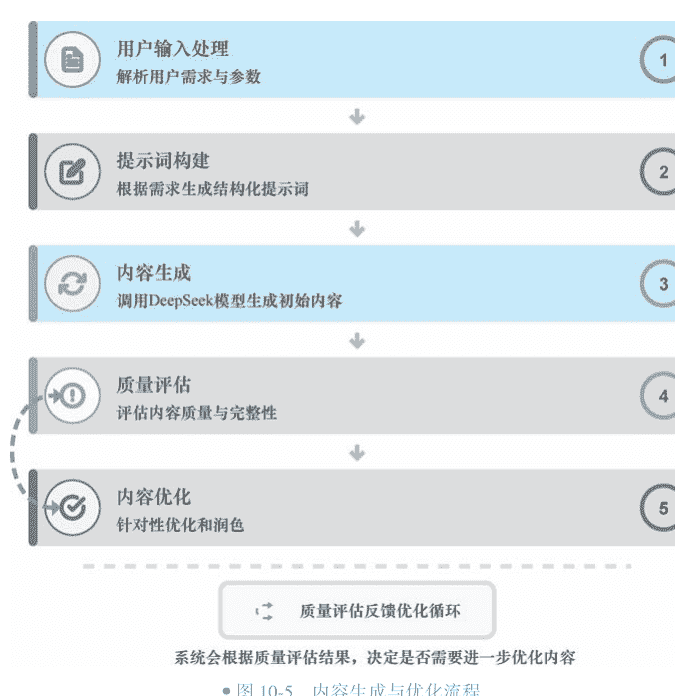 用户输入处理
解析用户需求与参数
1
提示词构建
根据需求生成结构化提示词
2
内容生成
调用DeepSeek模型生成初始内容
3
质量评估
评估内容质量与完整性
4
内容优化
针对性优化和润色
5
质量评估反馈优化循环
系统会根据质量评估结果，决定是否需要进一步优化内容
●图 10-5 内容生成与优化流程